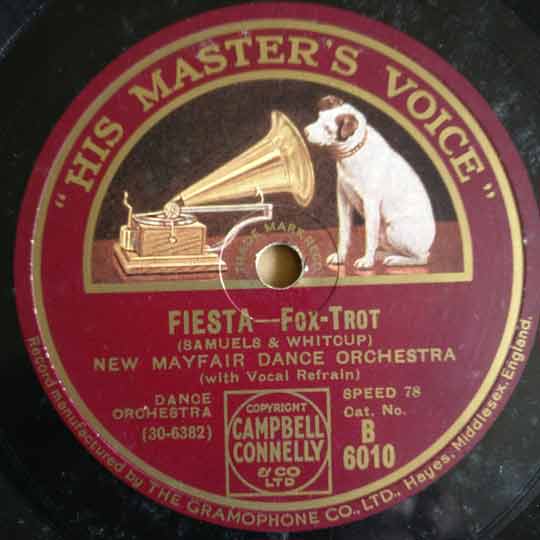 "HIS MASTER'S VOICE"
TRADE MARK REGD
FIESTA—FOX-TROT
(SAMUELS & WHITCUP)
NEW MAYFAIR DANCE ORCHESTRA
(with Vocal Refrain)
DANCE
ORCHESTRA
(30-6382)
COPYRIGHT
CAMPBELL
CONNELLY
& CO
LTD
SPEED 78
Cat. No.
B
6010
Record manufactured by THE GRAMOPHONE CO., LTD., Hayes, Middlesex, England.